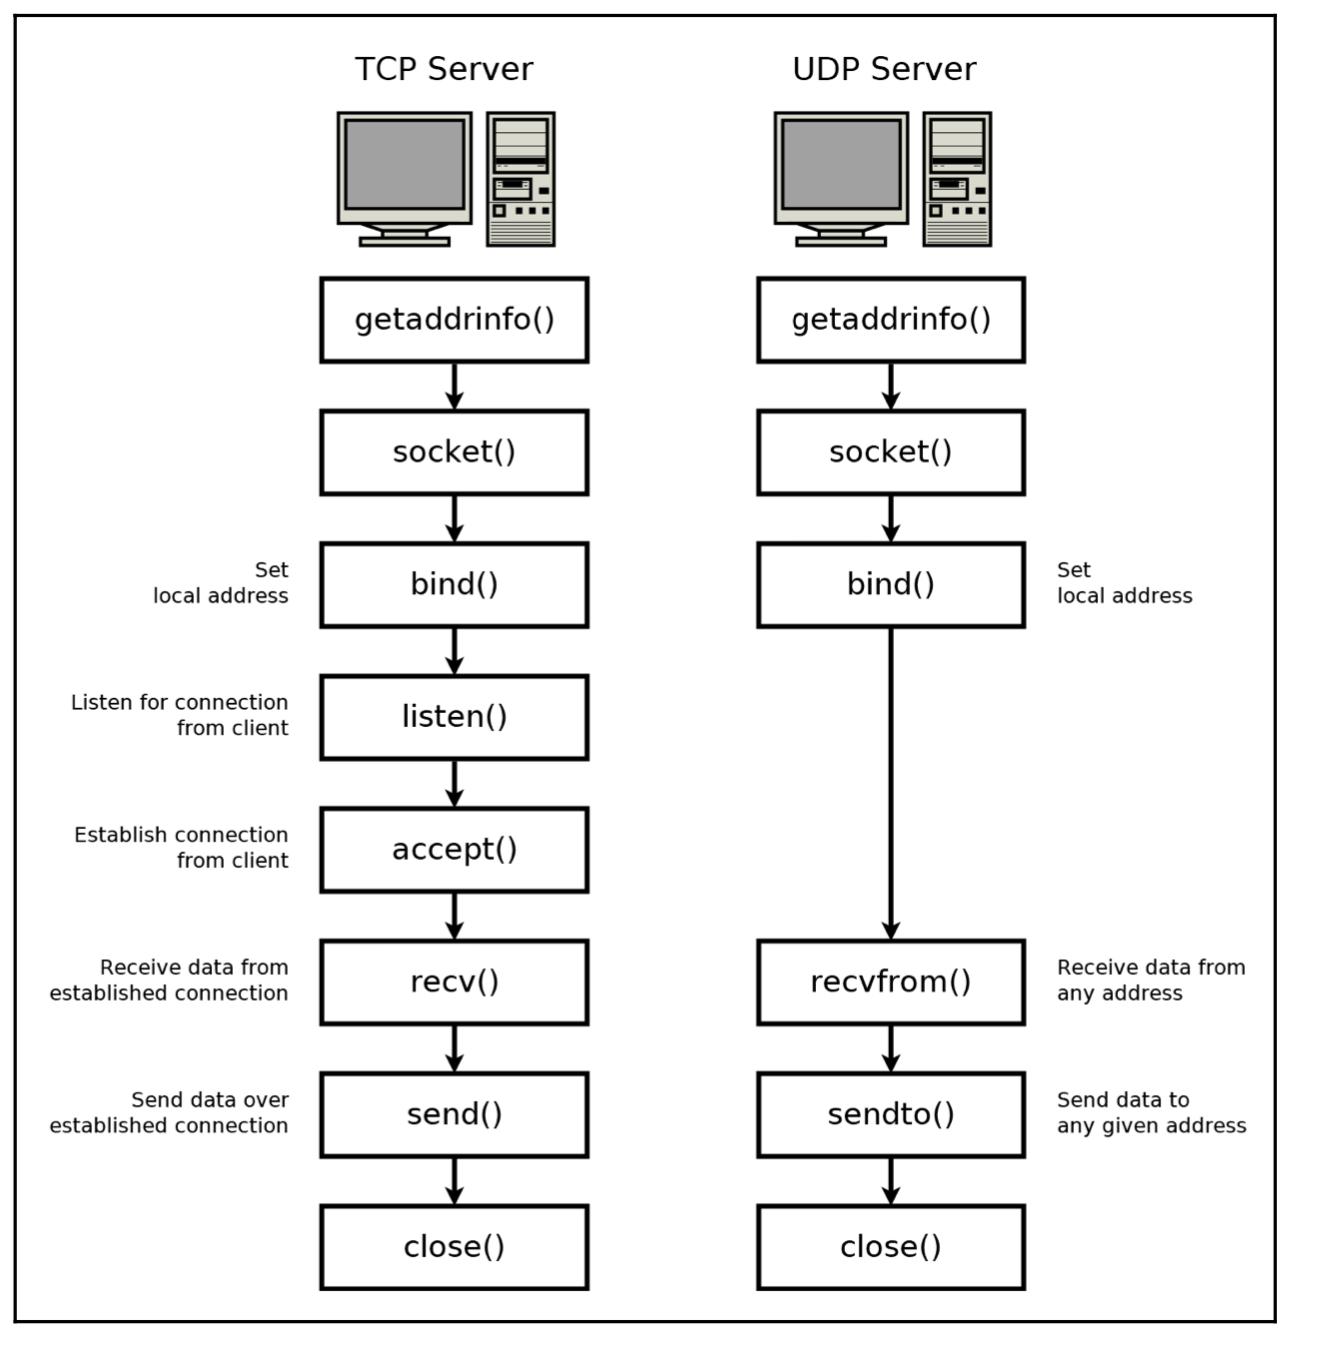 TCP Server
UDP Server
getaddrinfo()
getaddrinfo()
socket()
socket()
Set
local address
bind()
bind()
Set
local address
Listen for connection
from client
listen()
Establish connection
from client
accept()
Receive data from
established connection
recv()
recvfrom()
Receive data from
any address
Send data over
established connection
send()
sendto()
Send data to
any given address
close()
close()